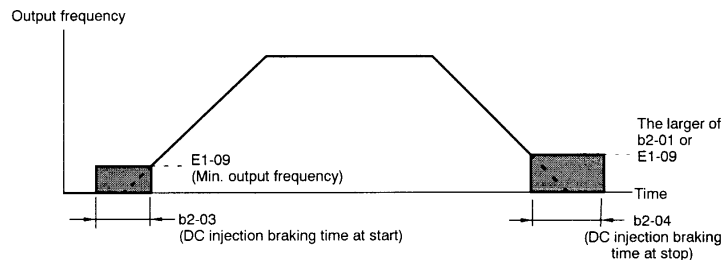 Output frequency
E1-09
(Min. output frequency)
The larger of
b2-01 or
E1-09
Time
b2-03
(DC injection braking time at start)
b2-04
(DC injection braking
time at stop)